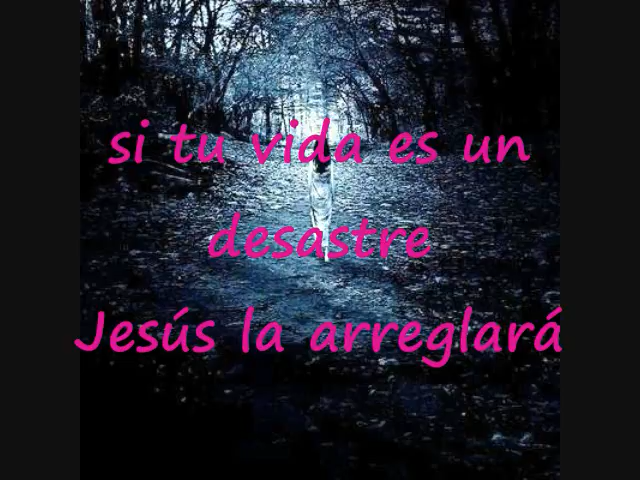 si tu vida es un
desastre
Jesús la arreglará